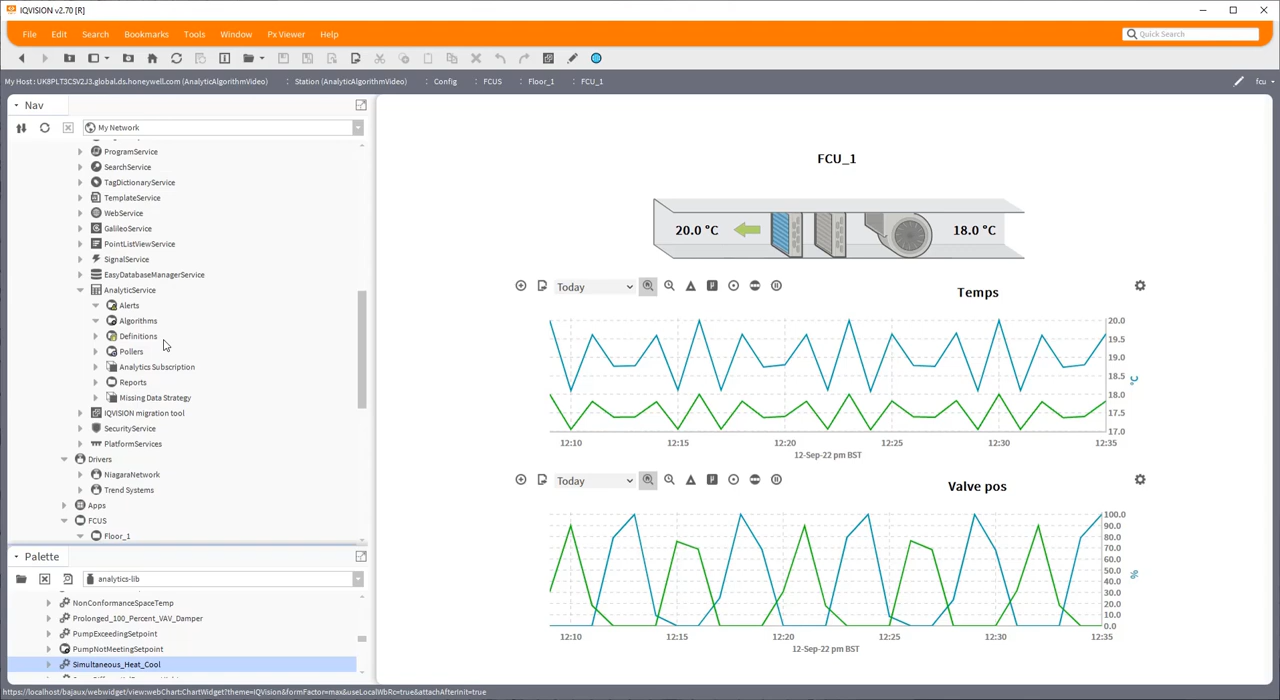 IQVISION v2.70 [R]
File Edit Search Bookmarks Tools Window Px Viewer Help
Quick Search
My Host : UK8PLT3CSV2J3.global.ds.honeywell.com (AnalyticAlgorithmVideo) : Station (AnalyticAlgorithmVideo) : Config : FCUS : Floor_1 : FCU_1
fcu
Nav
My Network
ProgramService
SearchService
TagDictionaryService
TemplateService
WebService
GalileoService
PointListViewService
SignalService
EasyDatabaseManagerService
AnalyticService
Alerts
Algorithms
Definitions
Pollers
Analytics Subscription
Reports
Missing Data Strategy
IQVISION migration tool
SecurityService
PlatformServices
Drivers
NiagaraNetwork
Trend Systems
Apps
FCUS
Floor_1
Palette
analytics-lib
NonConformanceSpaceTemp
Prolonged_100_Percent_VAV_Damper
PumpExceedingSetpoint
PumpNotMeetingSetpoint
Simultaneous_Heat_Cool
https://localhost/bajaux/webwidget/view:webChart:ChartWidget?theme=IQVision&formFactor=max&useLocalWbRc=true&attachAfterInit=true
FCU_1
20.0 °C
18.0 °C
Today
Temps
20.0
19.5
19.0
18.5
18.0
17.5
17.0
°C
12:10 12:15 12:20 12:25 12:30 12:35
12-Sep-22 pm BST
Today
Valve pos
100.0
90.0
80.0
70.0
60.0
50.0
40.0
30.0
20.0
10.0
0.0
%
12:10 12:15 12:20 12:25 12:30 12:35
12-Sep-22 pm BST